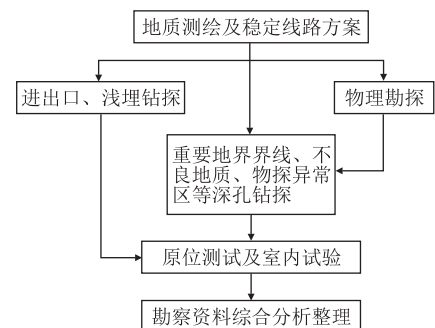 地质测绘及稳定线路方案
进出口、浅埋钻探
物理勘探
重要地界界线、不
良地质、物探异常
区等深孔钻探
原位测试及室内试验
勘察资料综合分析整理